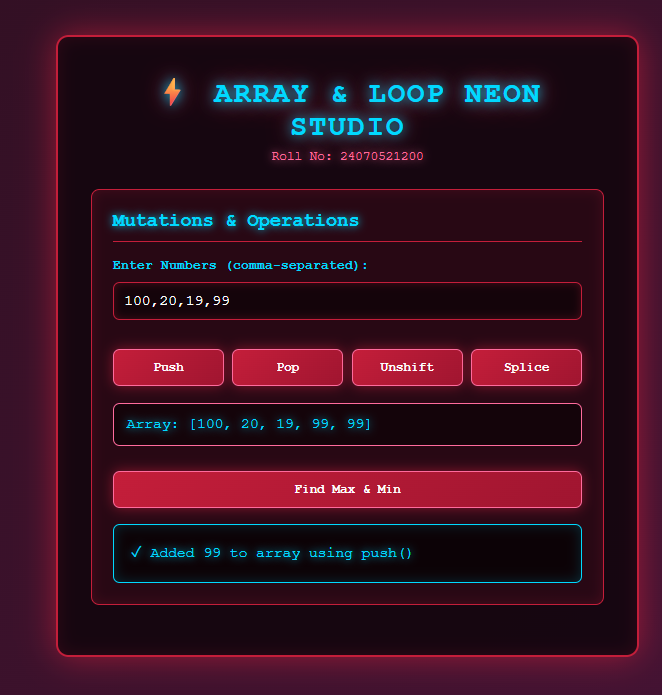 ⚡ ARRAY & LOOP NEON
STUDIO
Roll No: 24070521200
Mutations & Operations
Enter Numbers (comma-separated):
100,20,19,99
Push Pop Unshift Splice
Array: [100, 20, 19, 99, 99]
Find Max & Min
✓ Added 99 to array using push()